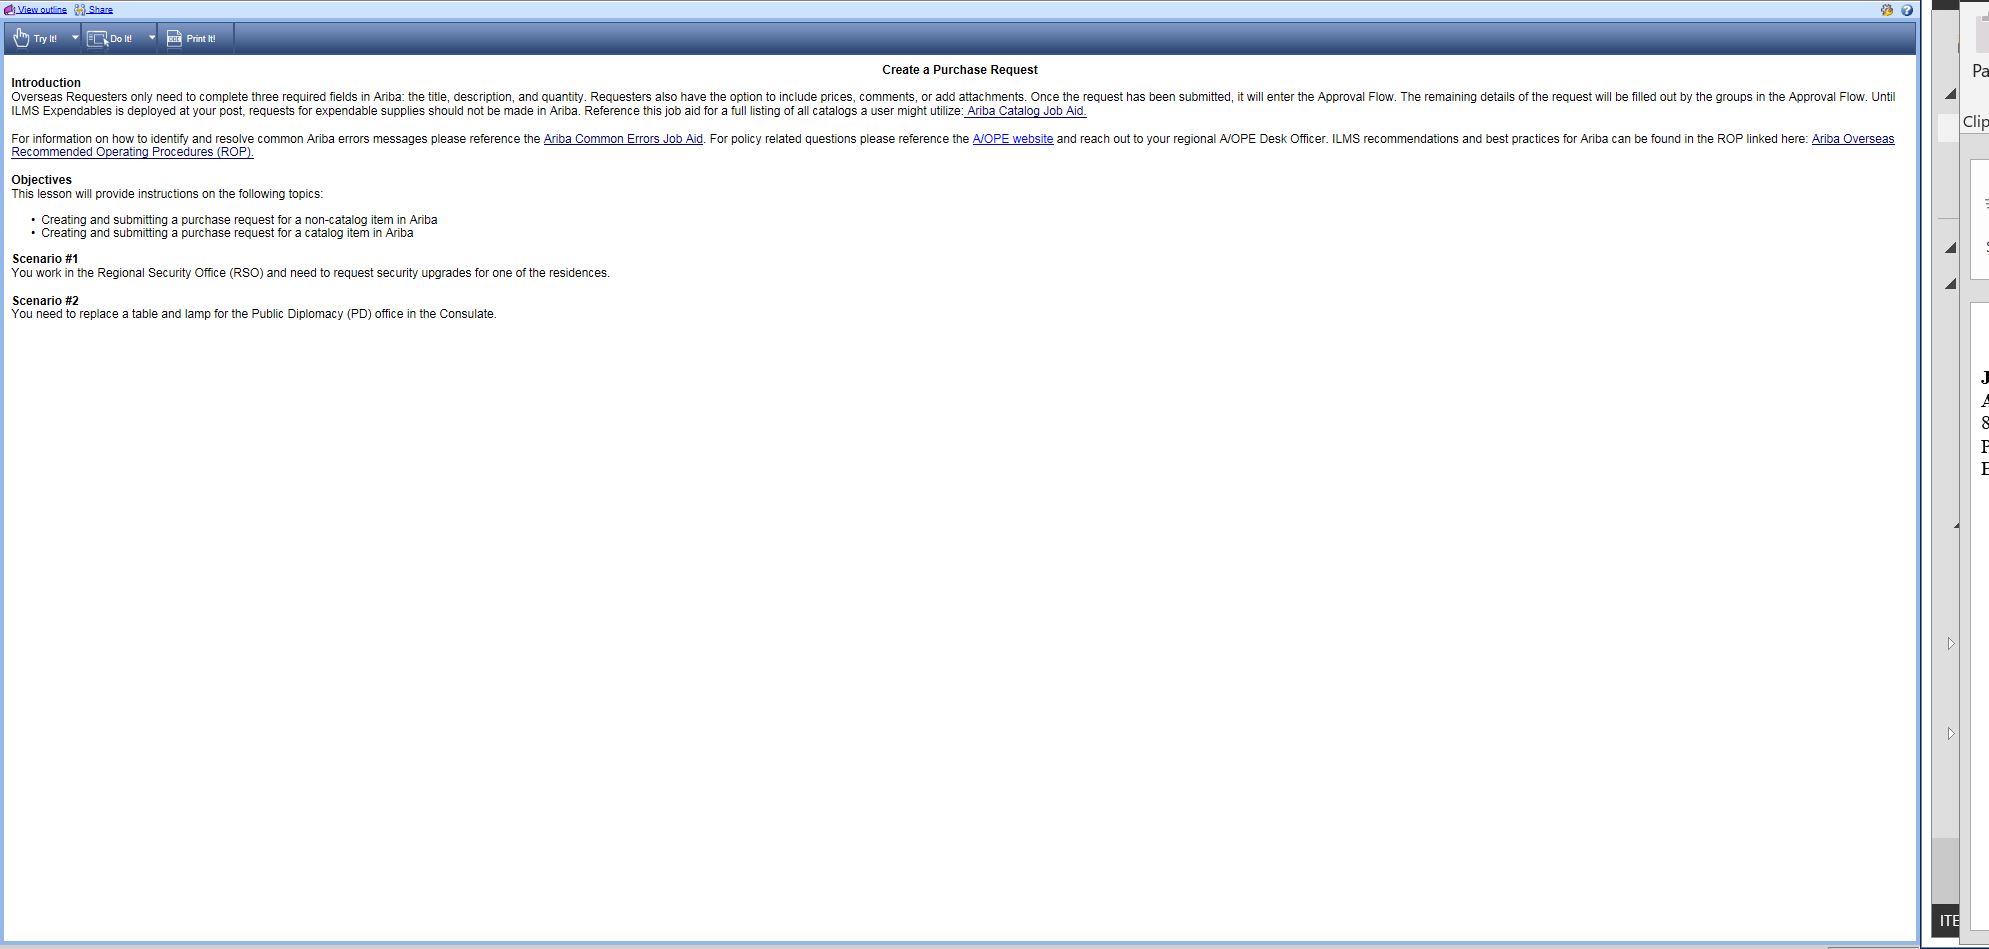 View outline Share
Try It! Do It! Print It!
Create a Purchase Request
Introduction
Overseas Requesters only need to complete three required fields in Ariba: the title, description, and quantity. Requesters also have the option to include prices, comments, or add attachments. Once the request has been submitted, it will enter the Approval Flow. The remaining details of the request will be filled out by the groups in the Approval Flow. Until
ILMS Expendables is deployed at your post, requests for expendable supplies should not be made in Ariba. Reference this job aid for a full listing of all catalogs a user might utilize: Ariba Catalog Job Aid.
For information on how to identify and resolve common Ariba errors messages please reference the Ariba Common Errors Job Aid. For policy related questions please reference the A/OPE website and reach out to your regional A/OPE Desk Officer. ILMS recommendations and best practices for Ariba can be found in the ROP linked here: Ariba Overseas
Recommended Operating Procedures (ROP).
Objectives
This lesson will provide instructions on the following topics:
• Creating and submitting a purchase request for a non-catalog item in Ariba
• Creating and submitting a purchase request for a catalog item in Ariba
Scenario #1
You work in the Regional Security Office (RSO) and need to request security upgrades for one of the residences.
Scenario #2
You need to replace a table and lamp for the Public Diplomacy (PD) office in the Consulate.
Pa
Clip
J
A
8
P
E
ITE